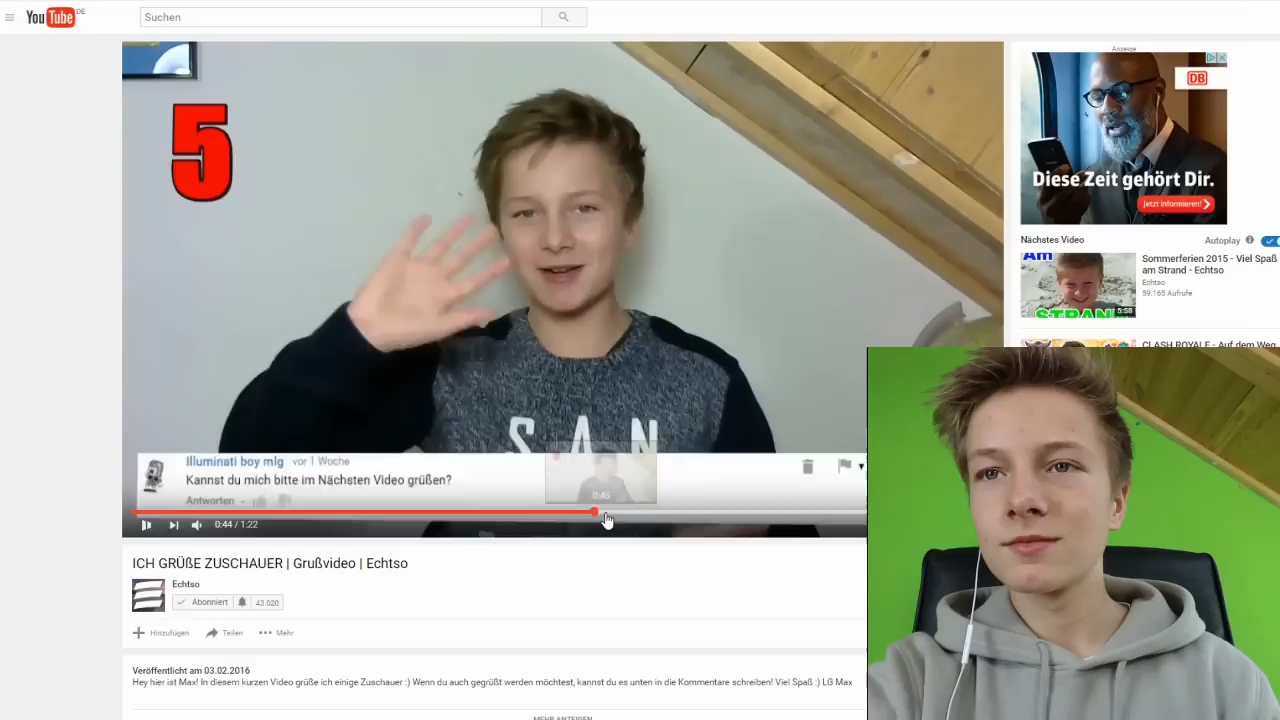 YouTube DE
Suchen
5
SAN
Illuminati boy mlg vor 1 Woche
Kannst du mich bitte im Nächsten Video grüßen?
Antworten
0:45
0:44 / 1:22
ICH GRÜßE ZUSCHAUER | Grußvideo | Echtso
Echtso
Abonniert 43.020
Hinzufügen Teilen Mehr
Veröffentlicht am 03.02.2016
Hey hier ist Max! In diesem kurzen Video grüße ich einige Zuschauer :) Wenn du auch gegrüßt werden möchtest, kannst du es unten in die Kommentare schreiben! Viel Spaß :) LG Max
MEHR ANZEIGEN
Anzeige
DB
Diese Zeit gehört Dir.
Jetzt informieren!
Nächstes Video Autoplay
AM
STRAND
5:58
Sommerferien 2015 - Viel Spaß
am Strand - Echtso
Echtso
59.165 Aufrufe
CLASH ROYALE - Auf dem Weg